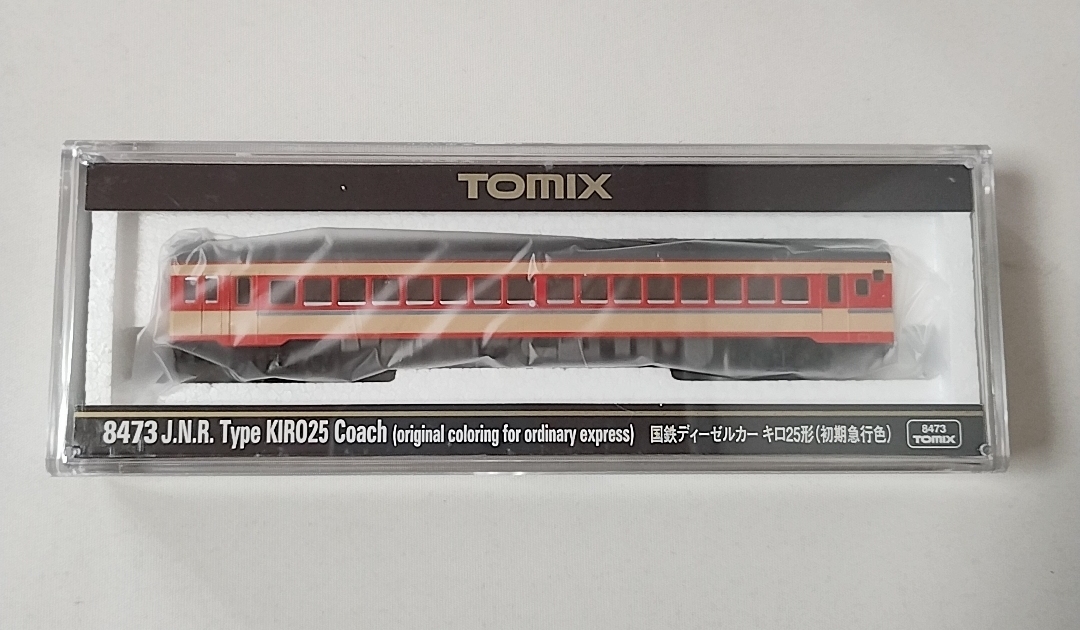 TOMIX
8473 J.N.R. Type KIRO25 Coach (original coloring for ordinary express) 国鉄ディーゼルカー キロ25形(初期急行色)
8473
TOMIX